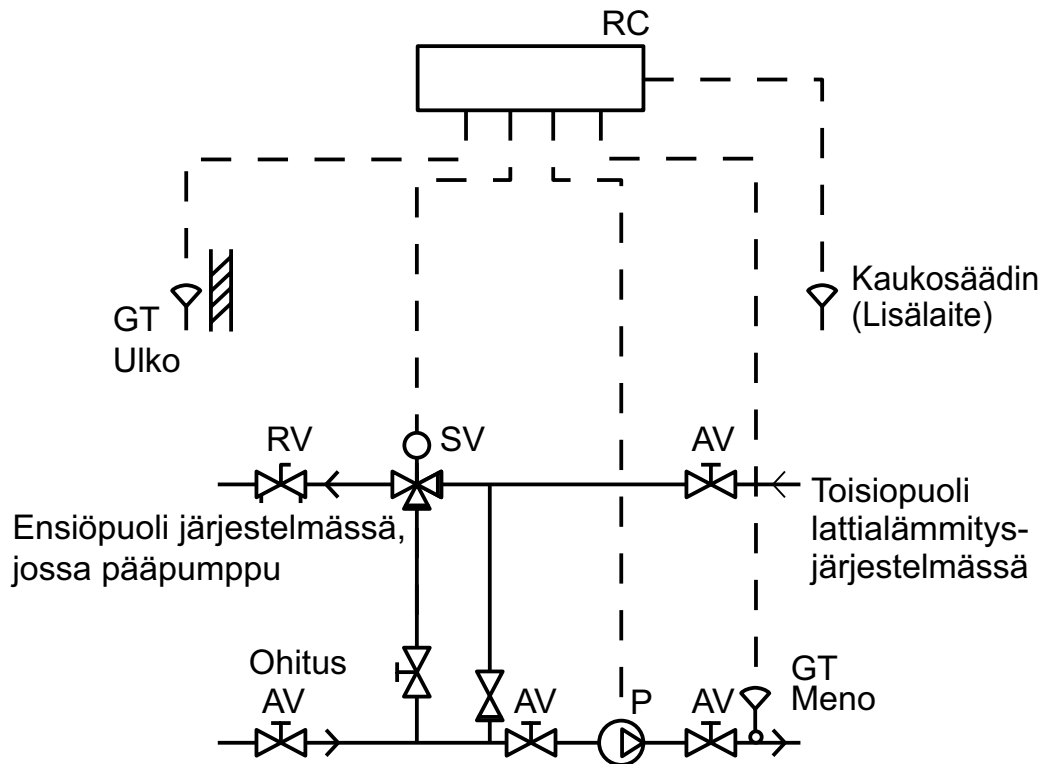 RC
Kaukosäädin
(Lisälaite)
GT
Ulko
RV
SV
AV
Ensiöpuoli järjestelmässä,
jossa pääpumppu
Toisiopuoli
lattialämmitys-
järjestelmässä
Ohitus
AV
AV
P
AV
GT
Meno